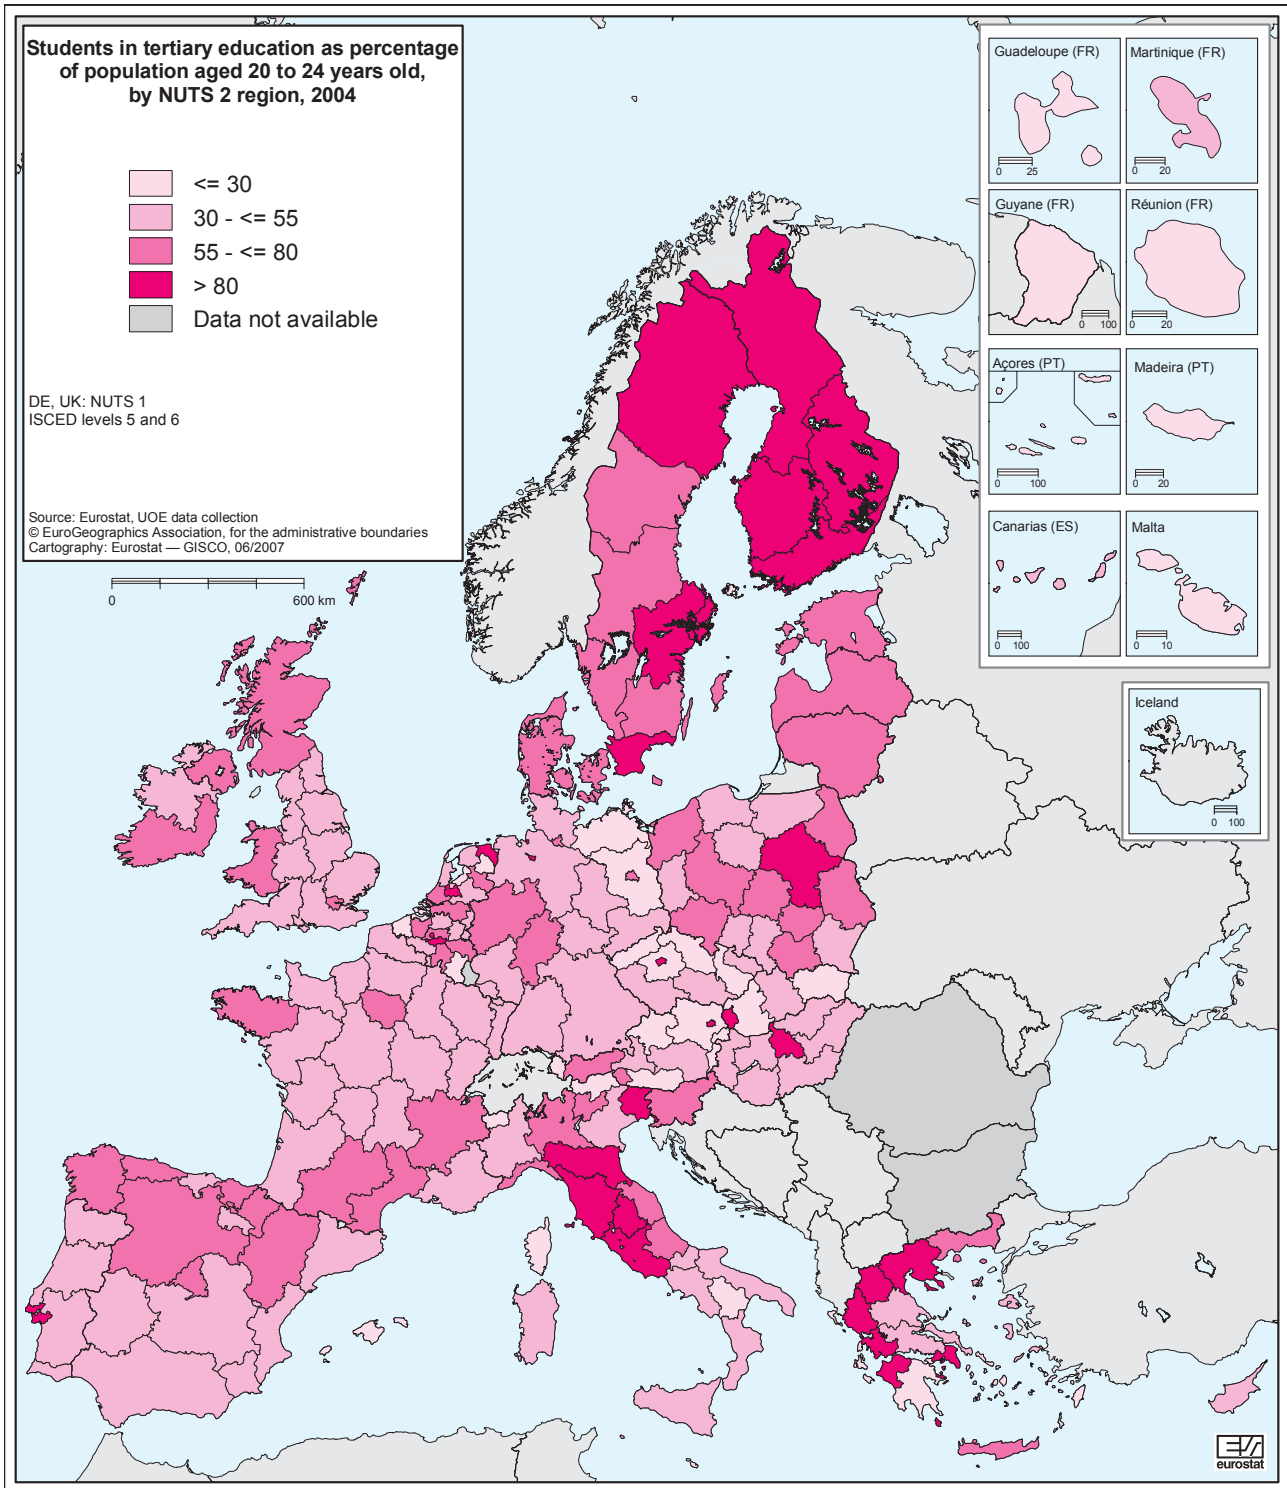 Students in tertiary education as percentage
of population aged 20 to 24 years old,
by NUTS 2 region, 2004
<= 30
30 - <= 55
55 - <= 80
> 80
Data not available
DE, UK: NUTS 1
ISCED levels 5 and 6
Source: Eurostat, UOE data collection
© EuroGeographics Association, for the administrative boundaries
Cartography: Eurostat — GISCO, 06/2007
0 600 km
Guadeloupe (FR)
0 25
Martinique (FR)
0 20
Guyane (FR)
0 100
Réunion (FR)
0 20
Açores (PT)
0 100
Madeira (PT)
0 20
Canarias (ES)
0 100
Malta
0 10
Iceland
0 100
eurostat